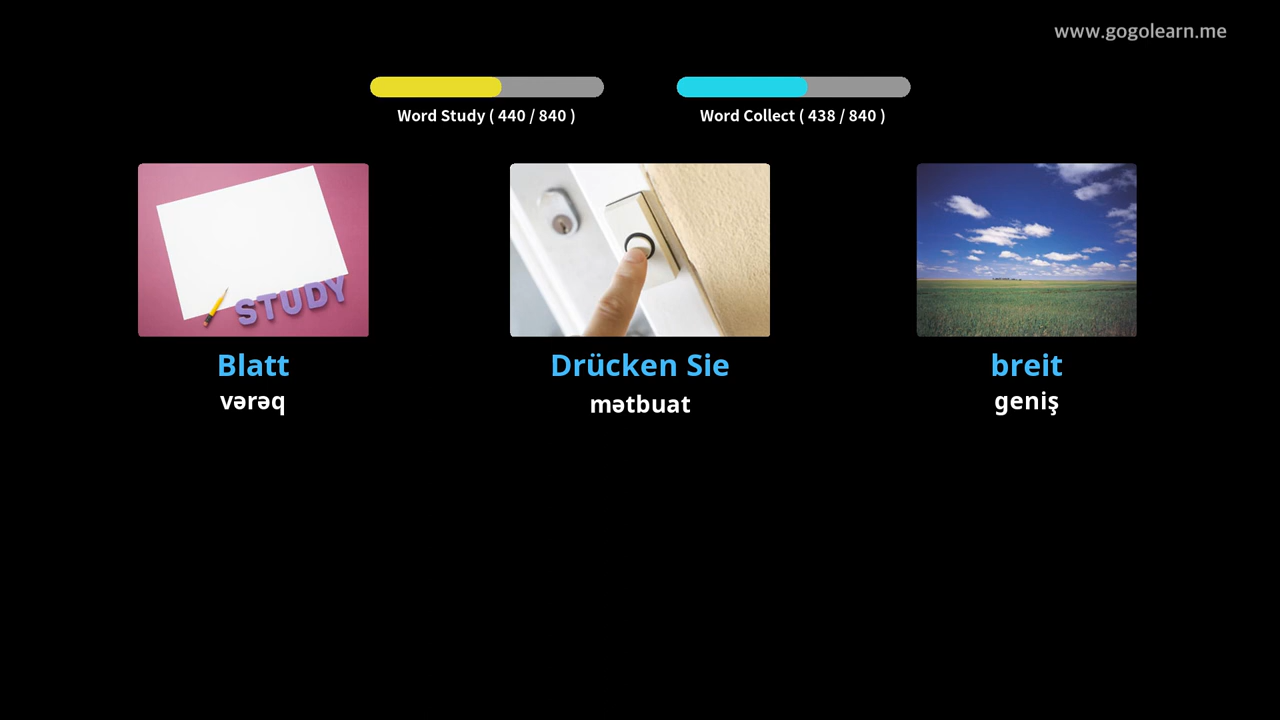 www.gogolearn.me
Word Study ( 440 / 840 )
Word Collect ( 438 / 840 )
STUDY
Blatt
vərəq
Drücken Sie
mətbuat
breit
geniş